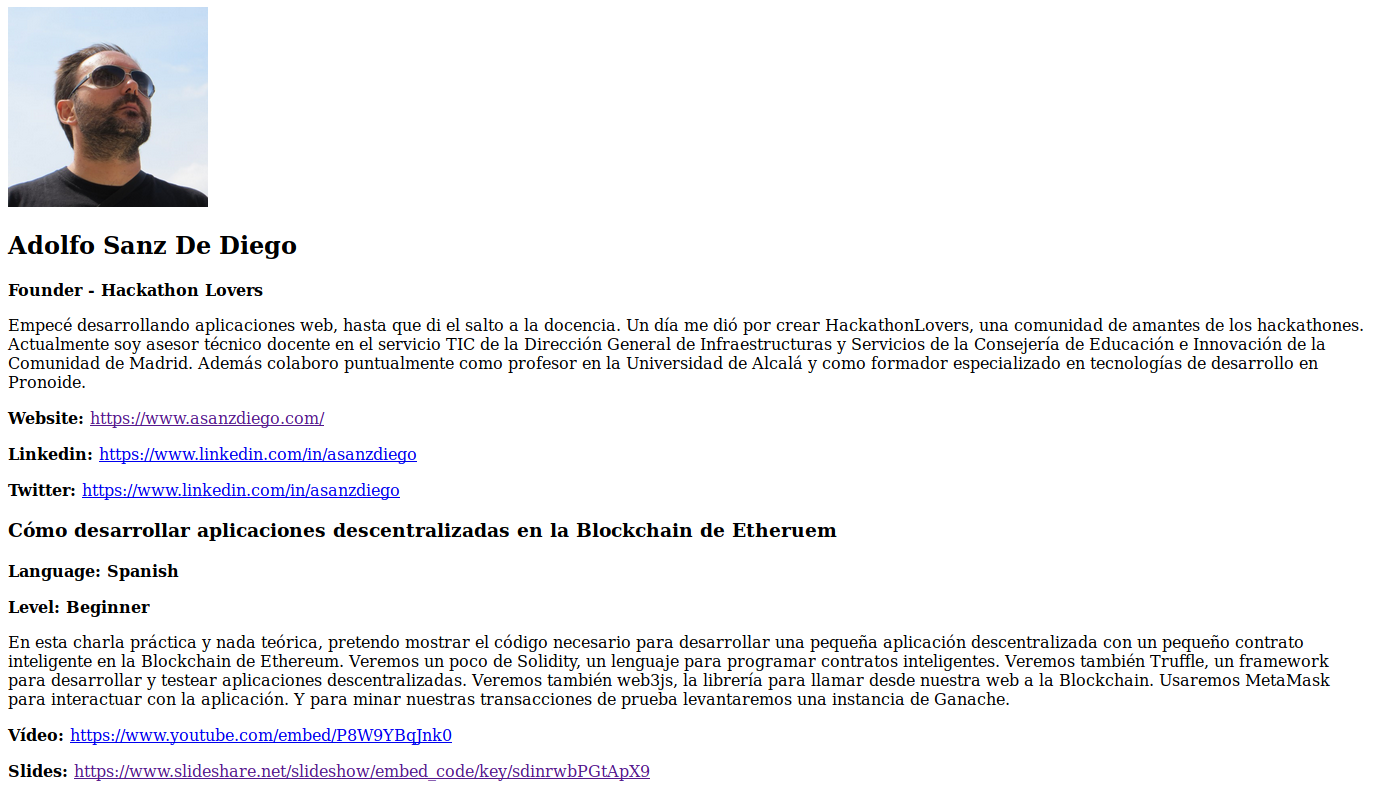 Adolfo Sanz De Diego
Founder - Hackathon Lovers
Empecé desarrollando aplicaciones web, hasta que di el salto a la docencia. Un día me dió por crear HackathonLovers, una comunidad de amantes de los hackathones.
Actualmente soy asesor técnico docente en el servicio TIC de la Dirección General de Infraestructuras y Servicios de la Consejería de Educación e Innovación de la
Comunidad de Madrid. Además colaboro puntualmente como profesor en la Universidad de Alcalá y como formador especializado en tecnologías de desarrollo en
Pronoide.
Website: https://www.asanzdiego.com/
Linkedin: https://www.linkedin.com/in/asanzdiego
Twitter: https://www.linkedin.com/in/asanzdiego
Cómo desarrollar aplicaciones descentralizadas en la Blockchain de Etheruem
Language: Spanish
Level: Beginner
En esta charla práctica y nada teórica, pretendo mostrar el código necesario para desarrollar una pequeña aplicación descentralizada con un pequeño contrato
inteligente en la Blockchain de Ethereum. Veremos un poco de Solidity, un lenguaje para programar contratos inteligentes. Veremos también Truffle, un framework
para desarrollar y testear aplicaciones descentralizadas. Veremos también web3js, la librería para llamar desde nuestra web a la Blockchain. Usaremos MetaMask
para interactuar con la aplicación. Y para minar nuestras transacciones de prueba levantaremos una instancia de Ganache.
Vídeo: https://www.youtube.com/embed/P8W9YBqJnk0
Slides: https://www.slideshare.net/slideshow/embed_code/key/sdinrwbPGtApX9